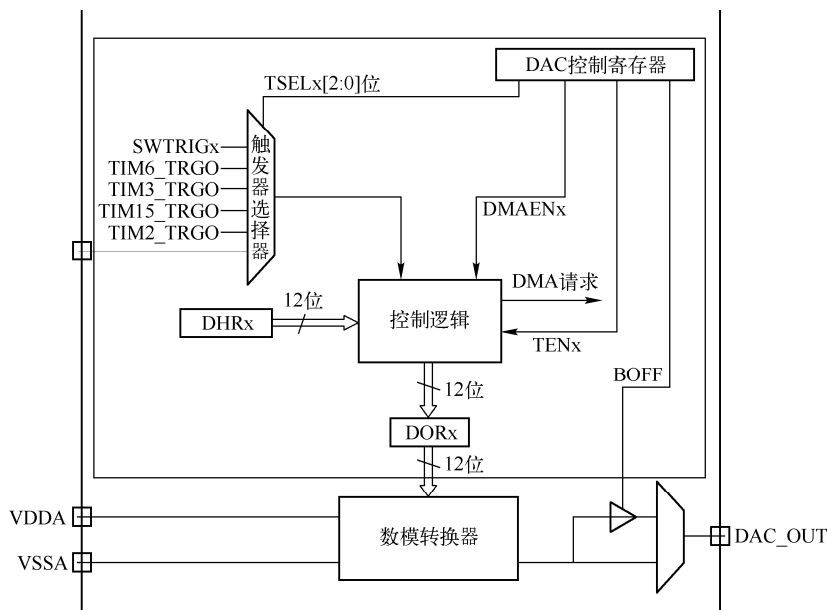 DAC控制寄存器
TSELx[2:0]位
SWTRIGx
TIM6_TRGO
TIM3_TRGO
TIM15_TRGO
TIM2_TRGO
触发器选择器
DMAENx
DMA请求
12位
DHRx
控制逻辑
TENx
BOFF
12位
DORx
12位
VDDA
数模转换器
DAC_OUT
VSSA